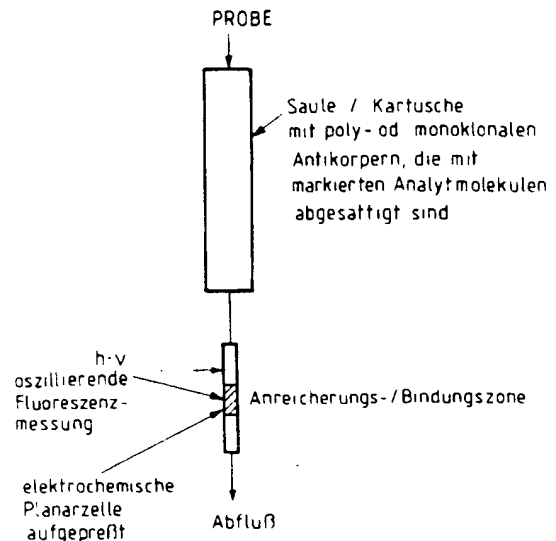 PROBE
Saule / Kartusche
mit poly- od monoklonalen
Antikorpern, die mit
markierten Analytmolekulen
abgesattigt sind
h·ν
oszillierende
Fluoreszenz-
messung
Anreicherungs-/Bindungszone
elektrochemische
Planarzelle
aufgepreßt
Abfluß